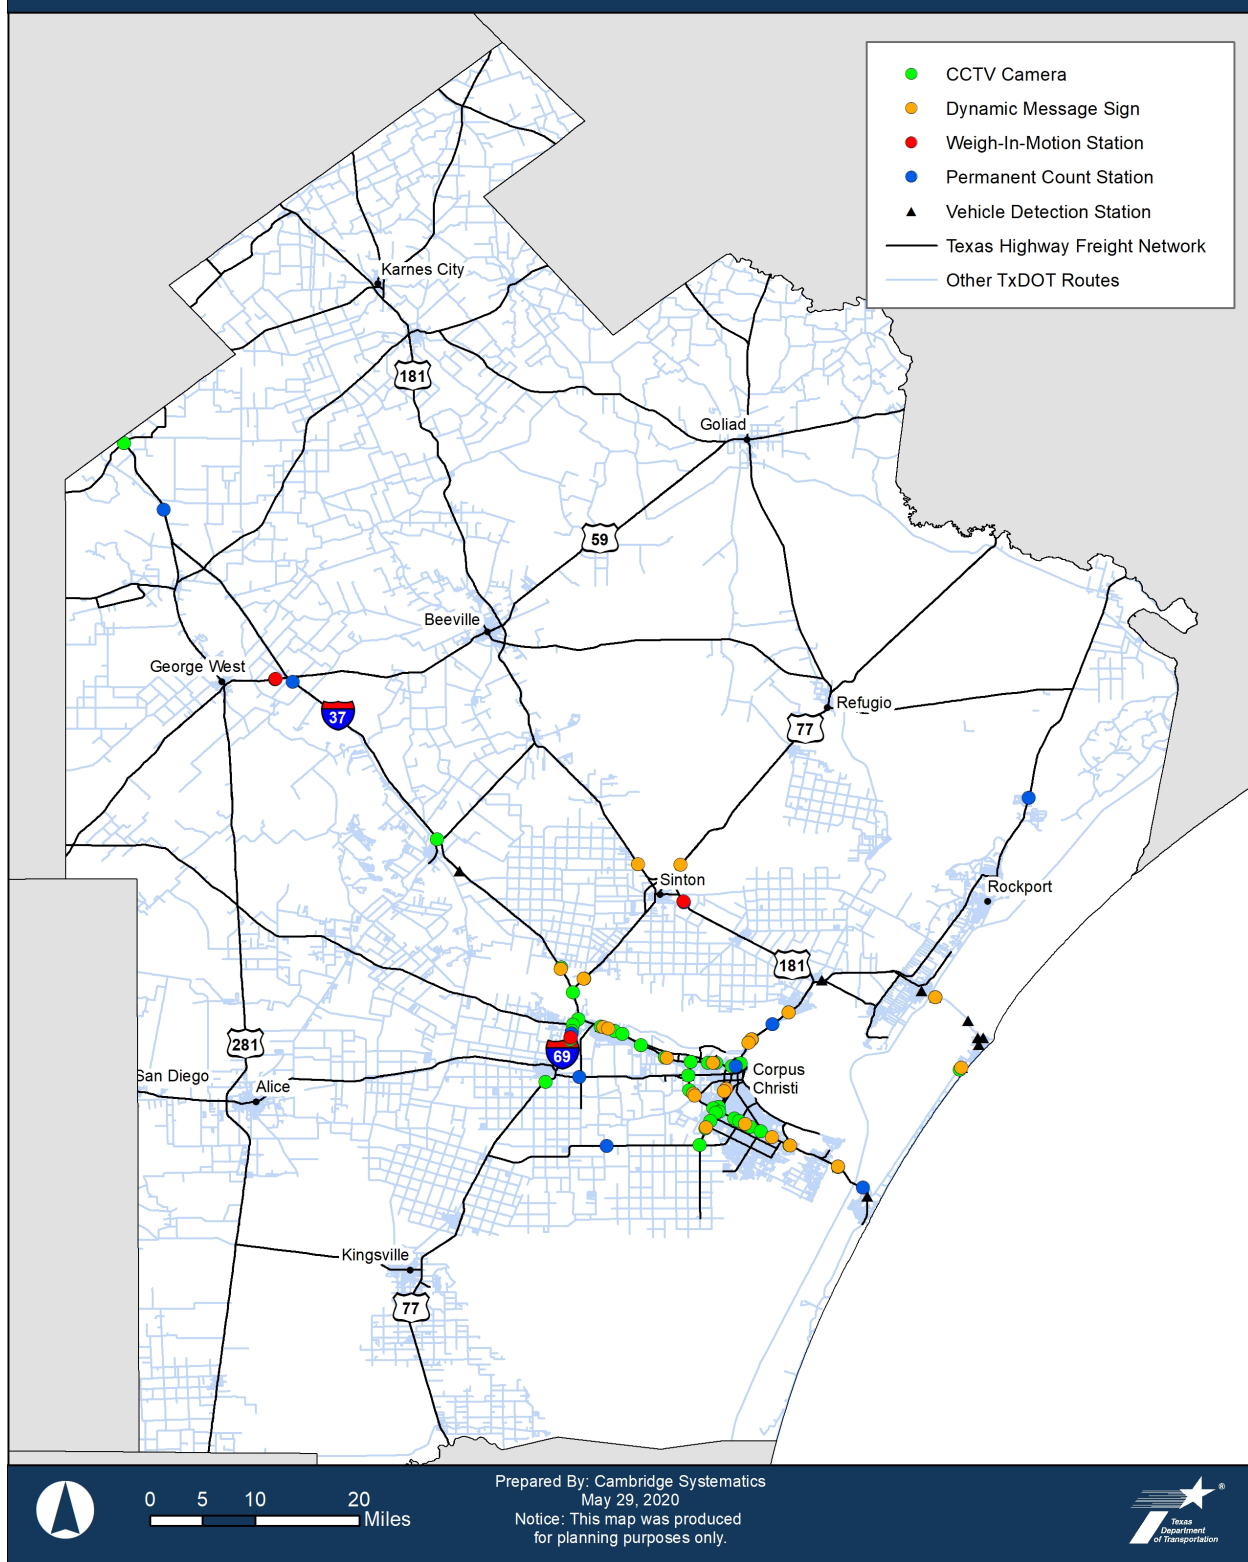 CCTV Camera
Dynamic Message Sign
Weigh-In-Motion Station
Permanent Count Station
Vehicle Detection Station
Texas Highway Freight Network
Other TxDOT Routes
Karnes City
181
Goliad
59
Beeville
George West
37
Refugio
77
Sinton
Rockport
181
281
69
San Diego
Alice
Corpus
Christi
Kingsville
77
0 5 10 20
Miles
Prepared By: Cambridge Systematics
May 29, 2020
Notice: This map was produced
for planning purposes only.
®
Texas
Department
of Transportation